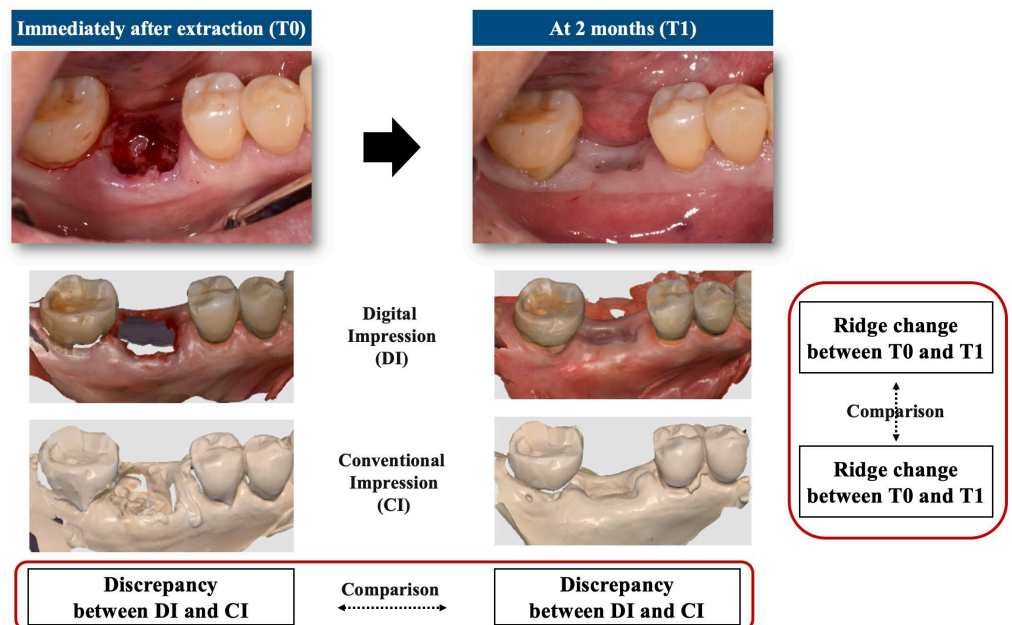 Immediately after extraction (T0)
At 2 months (T1)
Digital
Impression
(DI)
Conventional
Impression
(CI)
Ridge change
between T0 and T1
Comparison
Ridge change
between T0 and T1
Discrepancy
between DI and CI
Comparison
Discrepancy
between DI and CI